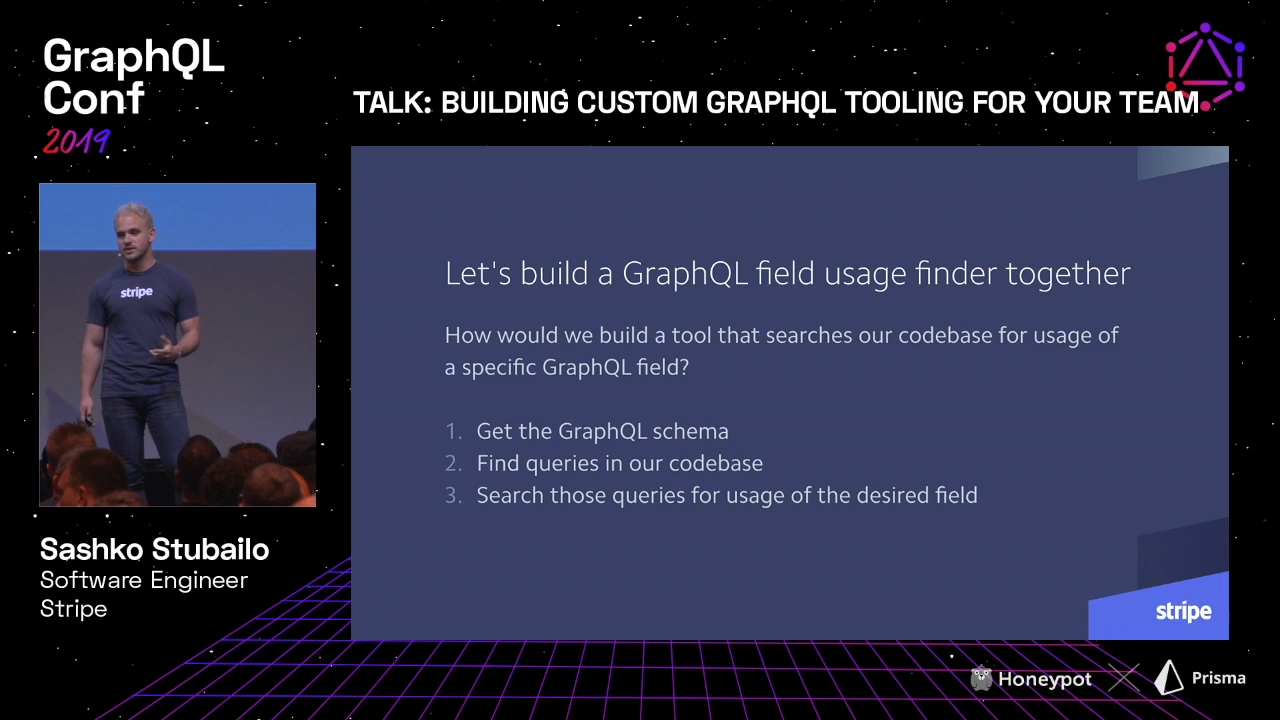 GraphQL
Conf
2019
TALK: BUILDING CUSTOM GRAPHQL TOOLING FOR YOUR TEAM
stripe
Let's build a GraphQL field usage finder together
How would we build a tool that searches our codebase for usage of
a specific GraphQL field?
1. Get the GraphQL schema
2. Find queries in our codebase
3. Search those queries for usage of the desired field
stripe
Sashko Stubailo
Software Engineer
Stripe
Honeypot
Prisma